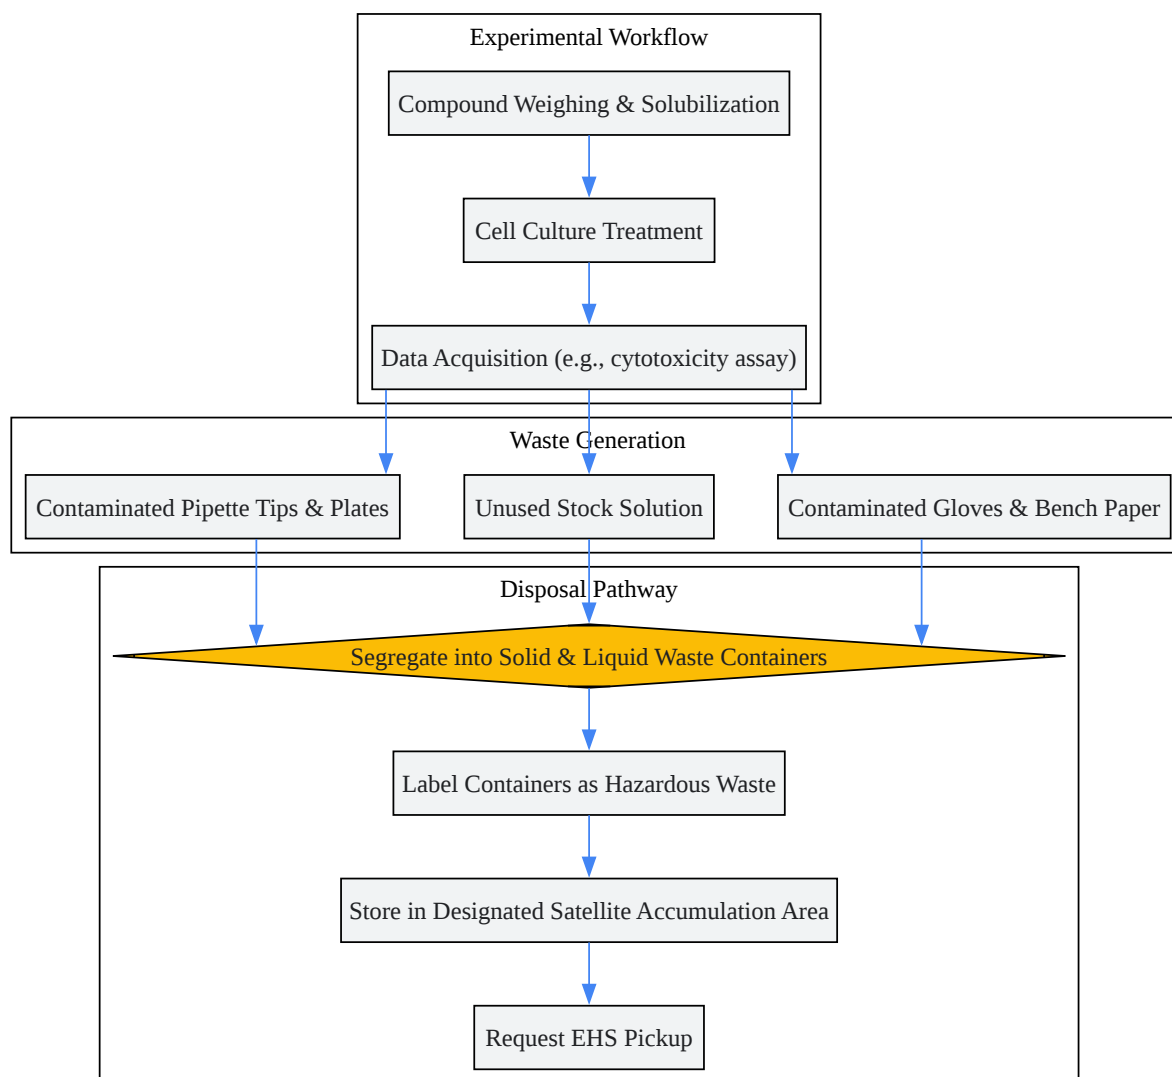 Experimental Workflow
Compound Weighing & Solubilization
Cell Culture Treatment
Data Acquisition (e.g., cytotoxicity assay)
Waste Generation
Contaminated Pipette Tips & Plates
Unused Stock Solution
Contaminated Gloves & Bench Paper
Disposal Pathway
Segregate into Solid & Liquid Waste Containers
Label Containers as Hazardous Waste
Store in Designated Satellite Accumulation Area
Request EHS Pickup